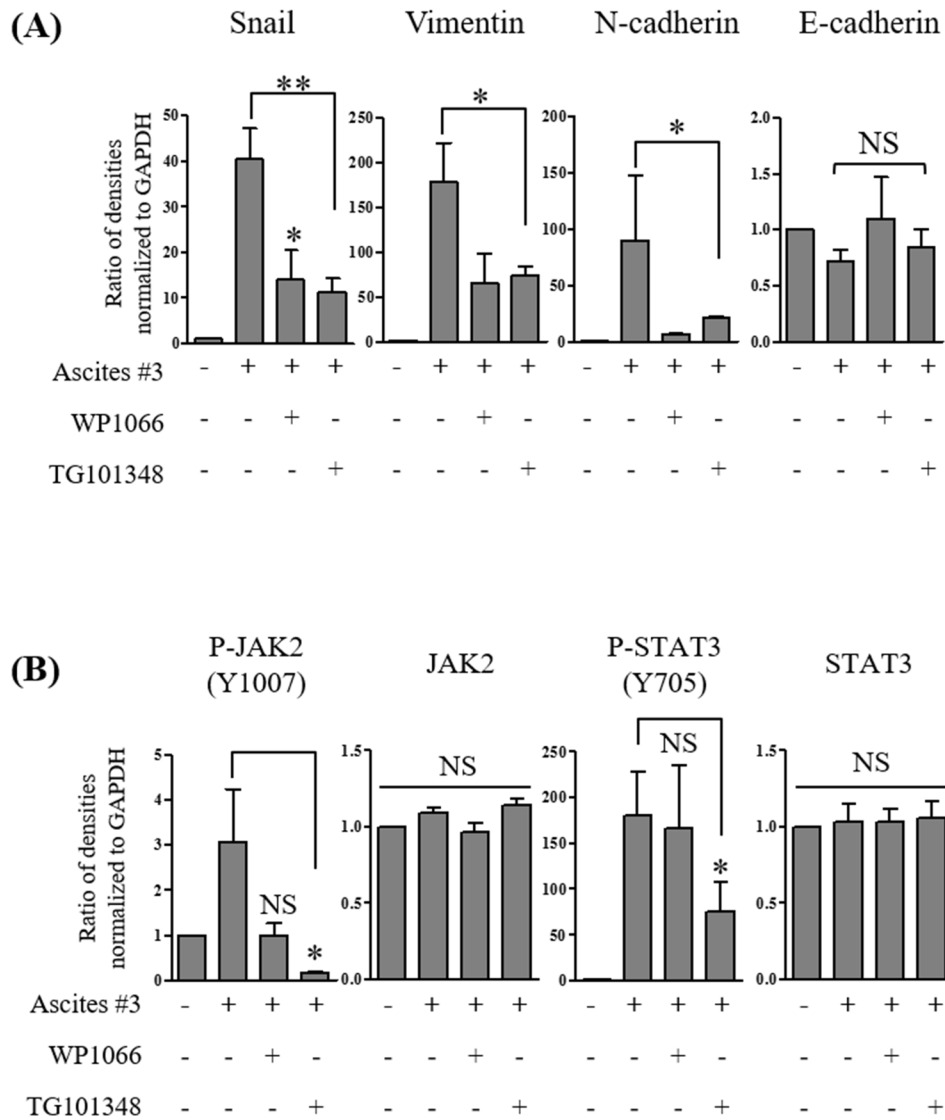 (A)
Snail Vimentin N-cadherin E-cadherin
** * * NS
*
Ratio of densities
normalized to GAPDH
50 40 30 20 10 0
250 200 150 100 50 0
200 150 100 50 0
2.0 1.5 1.0 0.5 0.0
Ascites #3 - + + + - + + + - + + + - + + +
WP1066 - - + - - - + - - - + - - - + -
TG101348 - - - + - - - + - - - + - - - +
(B)
P-JAK2
(Y1007)
JAK2
P-STAT3
(Y705)
STAT3
Ratio of densities
normalized to GAPDH
5 4 3 2 1 0
NS *
1.5 1.0 0.5 0.0
NS
250 200 150 100 50 0
NS *
1.5 1.0 0.5 0.0
NS
Ascites #3 - + + + - + + + - + + + - + + +
WP1066 - - + - - - + - - - + - - - + -
TG101348 - - - + - - - + - - - + - - - +